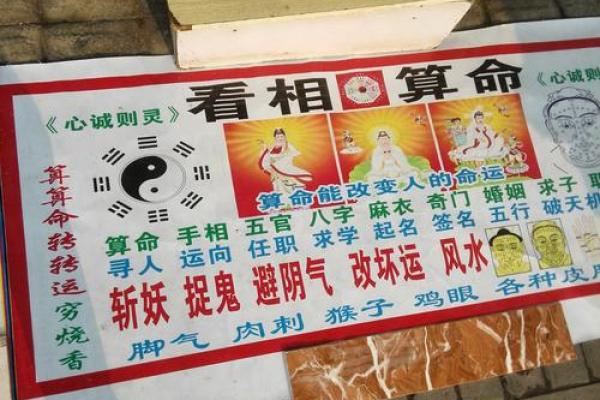 看相 算命
《心诚则灵》
《心诚
算命能改变人的命运
算命 手相 五官 八字 麻衣 奇门 婚姻 求子
寻人 运向 任职 求学 起名 签名 五行 破天机
斩妖 捉鬼 避阴气 改坏运 风水
脚气 肉刺 猴子 鸡眼 各种皮
算算命转转运
穷烧香